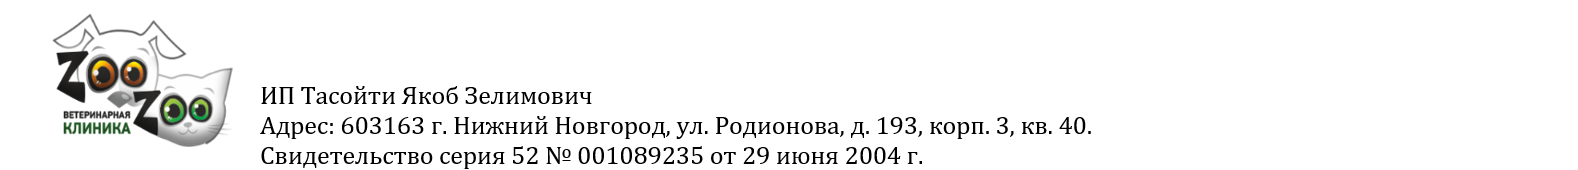 ZOO
ZOO
ВЕТЕРИНАРНАЯ
КЛИНИКА
ИП Тасойти Якоб Зелимович
Адрес: 603163 г. Нижний Новгород, ул. Родионова, д. 193, корп. 3, кв. 40.
Свидетельство серия 52 № 001089235 от 29 июня 2004 г.